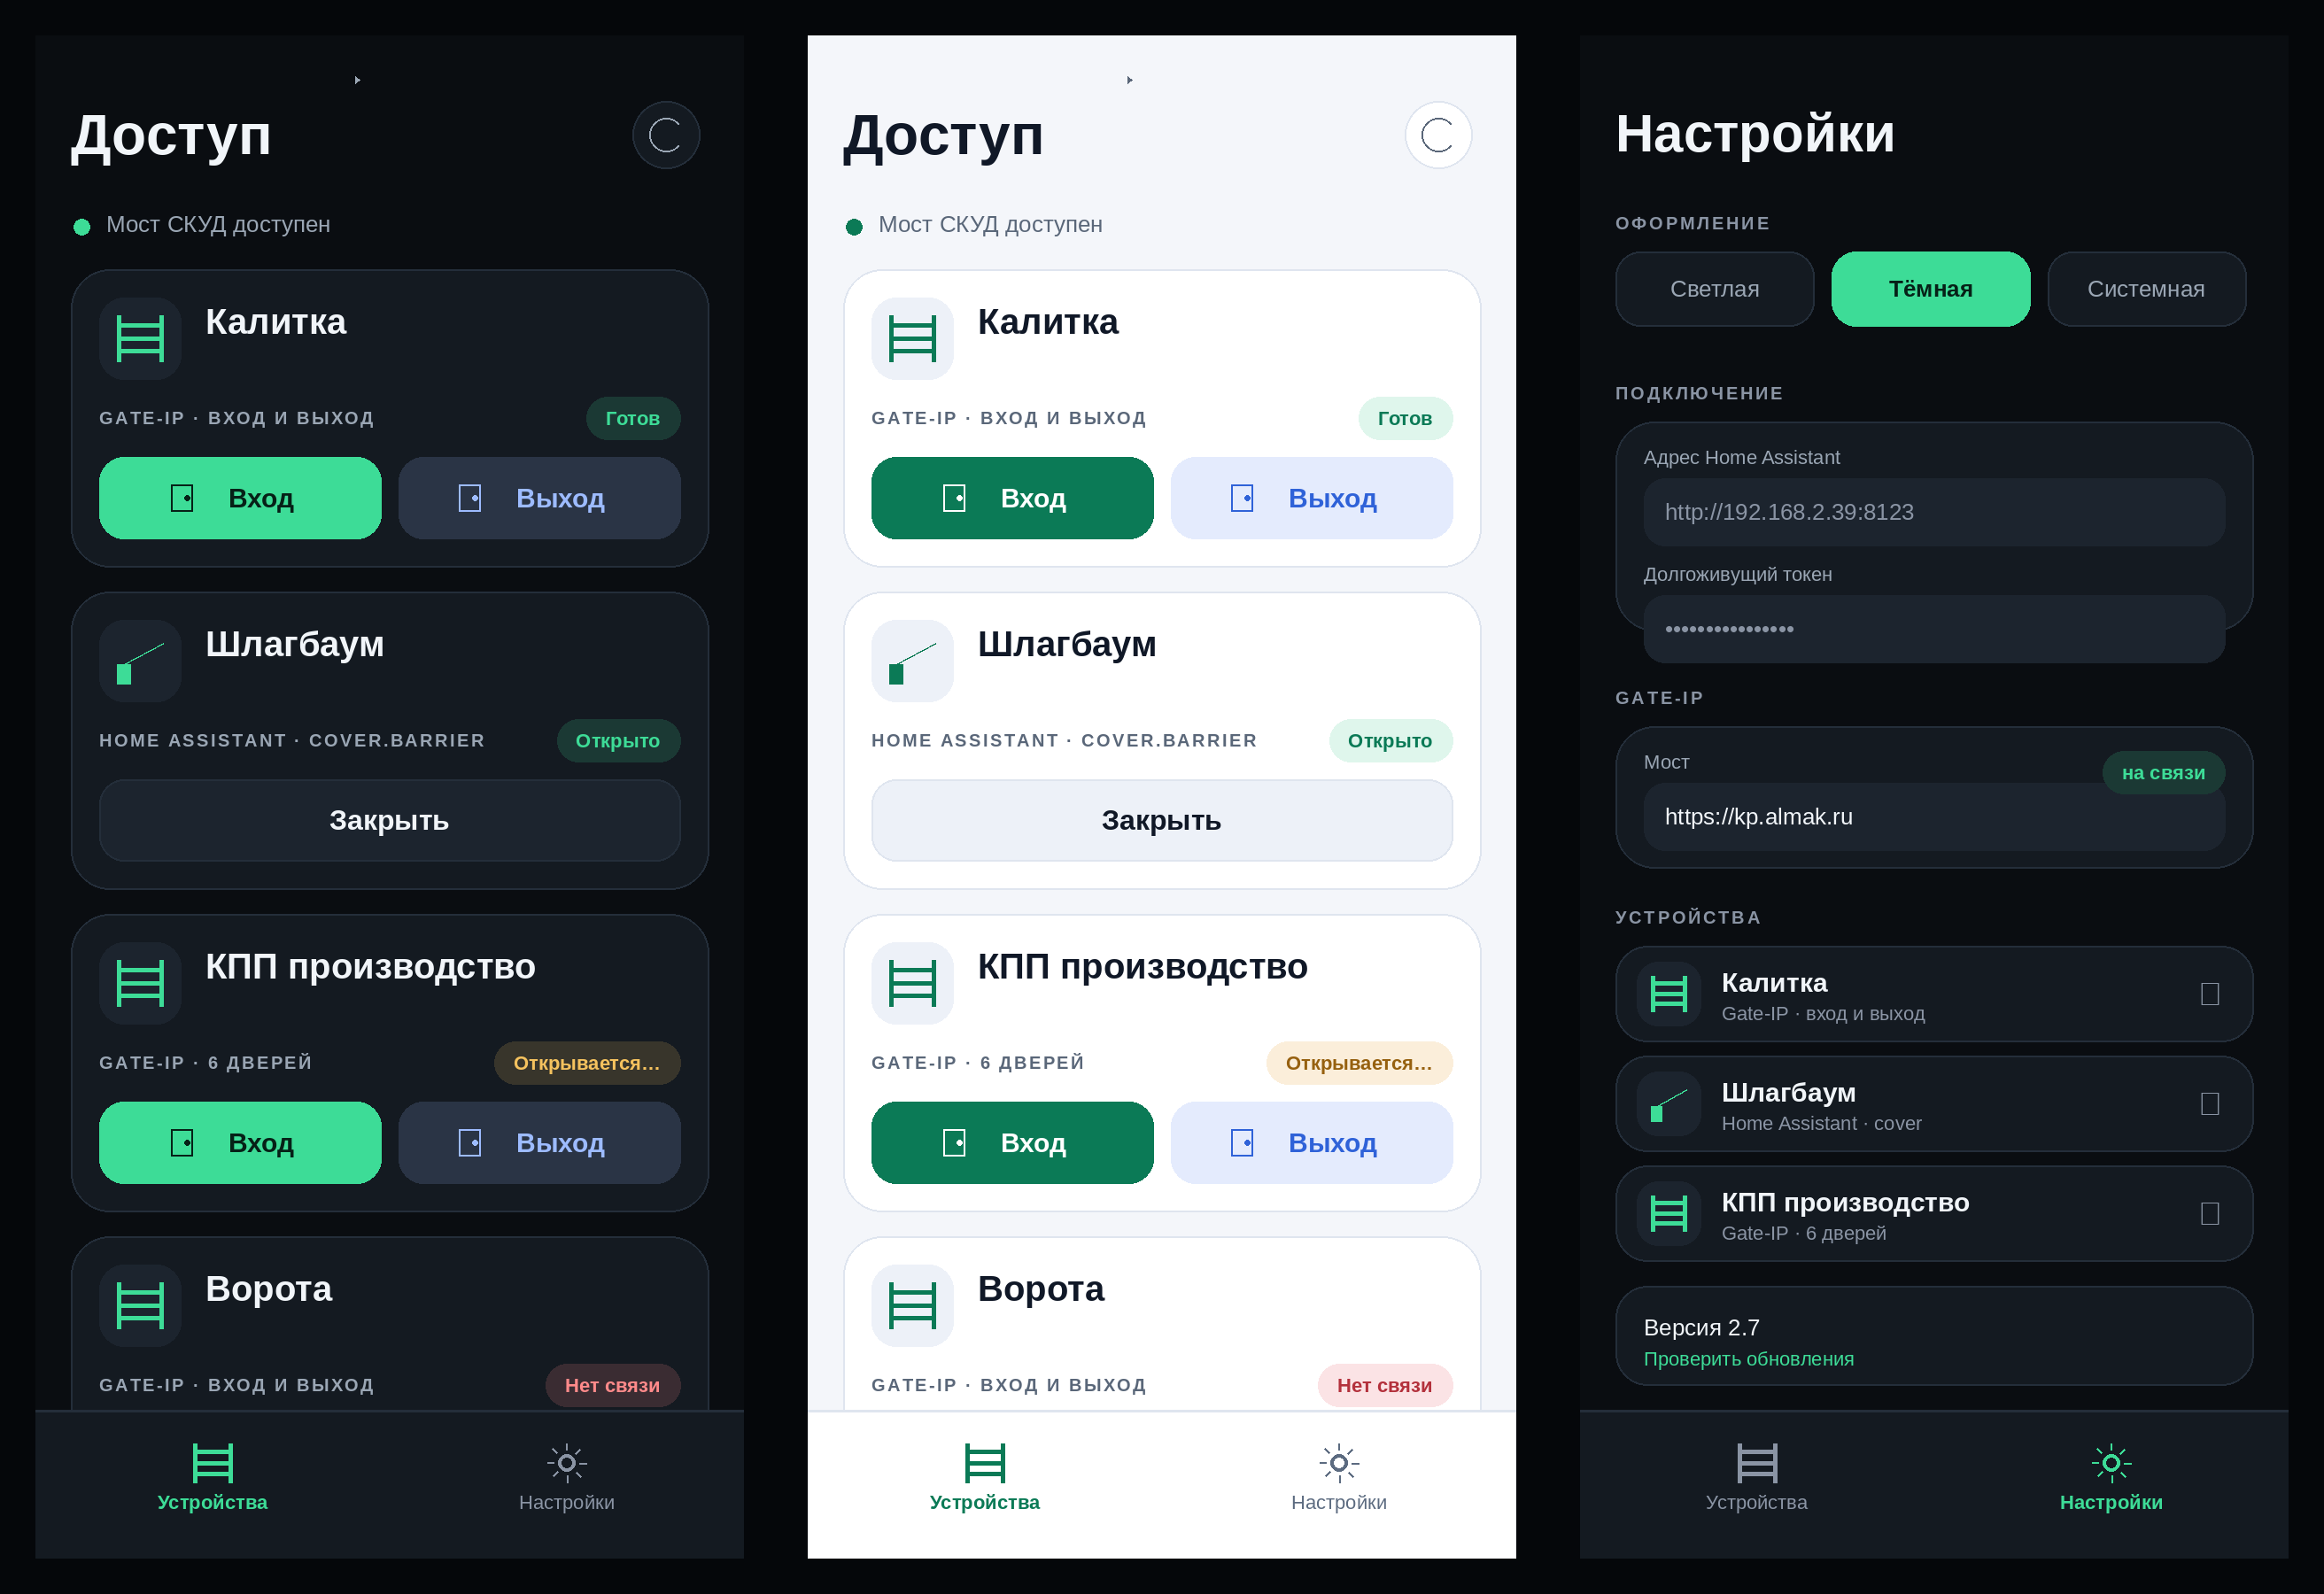 Доступ
Мост СКУД доступен
Калитка
GATE-IP · ВХОД И ВЫХОД
Готов
Вход
Выход
Шлагбаум
HOME ASSISTANT · COVER.BARRIER
Открыто
Закрыть
КПП производство
GATE-IP · 6 ДВЕРЕЙ
Открывается…
Вход
Выход
Ворота
GATE-IP · ВХОД И ВЫХОД
Нет связи
Устройства
Настройки
Доступ
Мост СКУД доступен
Калитка
GATE-IP · ВХОД И ВЫХОД
Готов
Вход
Выход
Шлагбаум
HOME ASSISTANT · COVER.BARRIER
Открыто
Закрыть
КПП производство
GATE-IP · 6 ДВЕРЕЙ
Открывается…
Вход
Выход
Ворота
GATE-IP · ВХОД И ВЫХОД
Нет связи
Устройства
Настройки
Настройки
ОФОРМЛЕНИЕ
Светлая
Тёмная
Системная
ПОДКЛЮЧЕНИЕ
Адрес Home Assistant
http://192.168.2.39:8123
Долгоживущий токен
••••••••••••••••
GATE-IP
Мост
на связи
https://kp.almak.ru
УСТРОЙСТВА
Калитка
Gate-IP · вход и выход
Шлагбаум
Home Assistant · cover
КПП производство
Gate-IP · 6 дверей
Версия 2.7
Проверить обновления
Устройства
Настройки